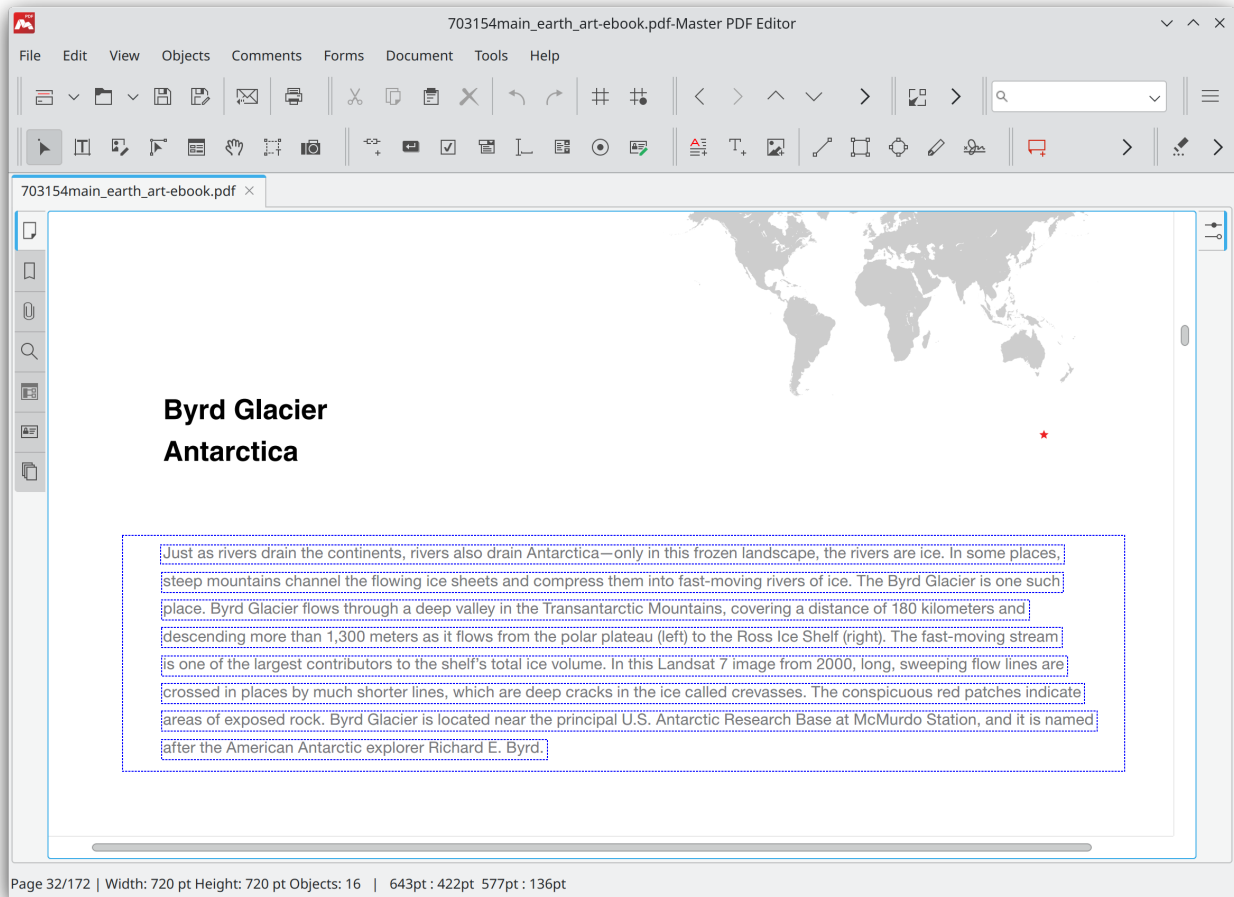 703154main_earth_art-ebook.pdf-Master PDF Editor
File Edit View Objects Comments Forms Document Tools Help
703154main_earth_art-ebook.pdf
Byrd Glacier
Antarctica
Just as rivers drain the continents, rivers also drain Antarctica—only in this frozen landscape, the rivers are ice. In some places,
steep mountains channel the flowing ice sheets and compress them into fast-moving rivers of ice. The Byrd Glacier is one such
place. Byrd Glacier flows through a deep valley in the Transantarctic Mountains, covering a distance of 180 kilometers and
descending more than 1,300 meters as it flows from the polar plateau (left) to the Ross Ice Shelf (right). The fast-moving stream
is one of the largest contributors to the shelf’s total ice volume. In this Landsat 7 image from 2000, long, sweeping flow lines are
crossed in places by much shorter lines, which are deep cracks in the ice called crevasses. The conspicuous red patches indicate
areas of exposed rock. Byrd Glacier is located near the principal U.S. Antarctic Research Base at McMurdo Station, and it is named
after the American Antarctic explorer Richard E. Byrd.
Page 32/172 | Width: 720 pt Height: 720 pt Objects: 16 | 643pt : 422pt 577pt : 136pt